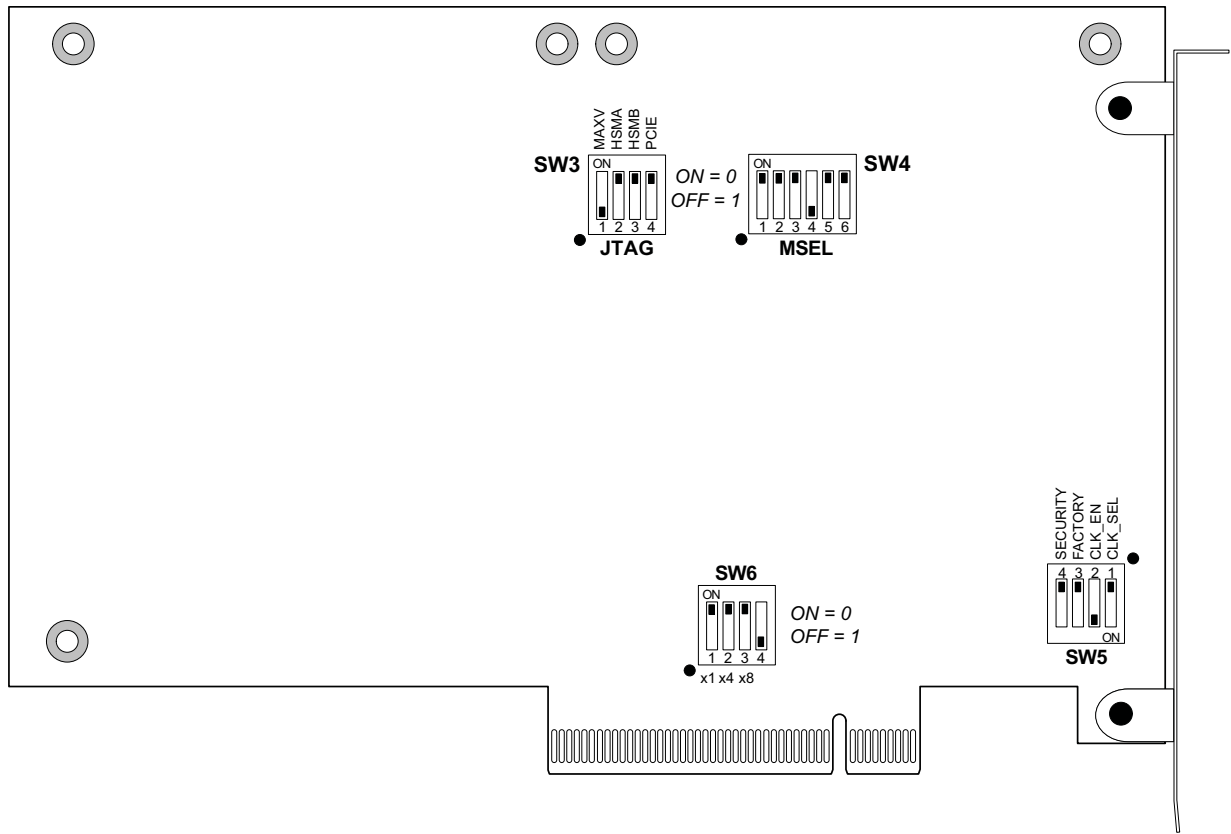 MAXV
HSMA
HSMB
PCIE
SW3
ON
1 2 3 4
JTAG
ON = 0
OFF = 1
ON
1 2 3 4 5 6
MSEL
SW4
SECURITY
FACTORY
CLK_EN
CLK_SEL
4 3 2 1
ON
SW5
SW6
ON
1 2 3 4
x1 x4 x8
ON = 0
OFF = 1